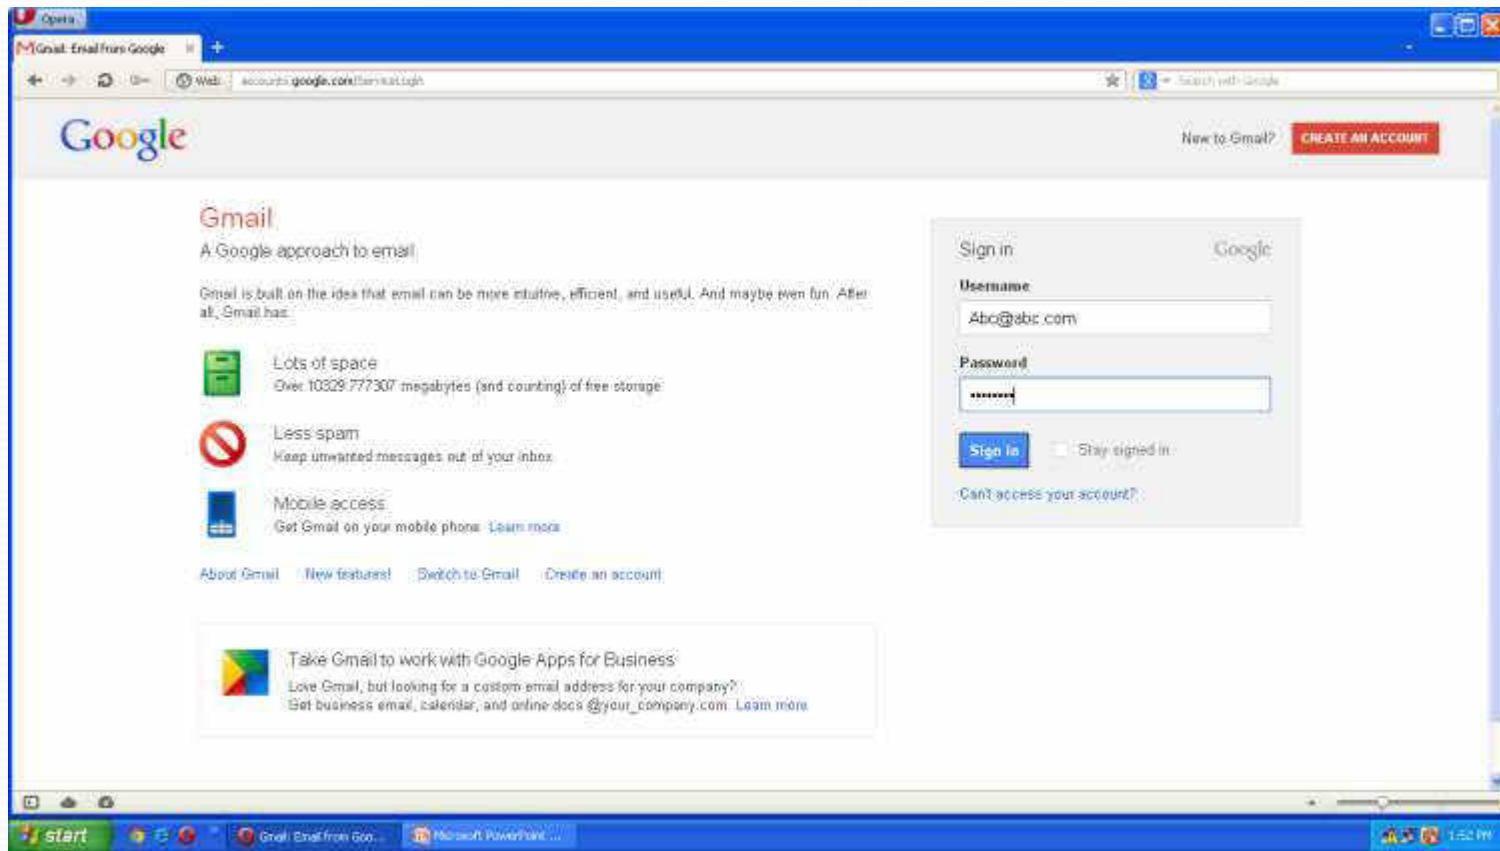 Opera
Gmail: Email from Google
Web
accounts.google.com/ServiceLogin
Search with Google
Google
New to Gmail?
CREATE AN ACCOUNT
Gmail
A Google approach to email
Gmail is built on the idea that email can be more intuitive, efficient, and useful. And maybe even fun. After
all, Gmail has:
Lots of space
Over 10329.777307 megabytes (and counting) of free storage
Less spam
Keep unwanted messages out of your inbox
Mobile access
Get Gmail on your mobile phone. Learn more
About Gmail New features! Switch to Gmail Create an account
Take Gmail to work with Google Apps for Business
Love Gmail, but looking for a custom email address for your company?
Get business email, calendar, and online docs @your_company.com. Learn more
Sign in Google
Username
Abc@abc.com
Password
Sign in Stay signed in
Can't access your account?
start
Gmail: Email from Goo...
Microsoft PowerPoint ...
1:52 PM